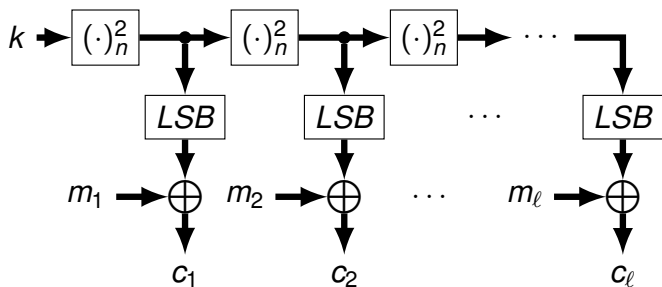 k (·)²ₙ (·)²ₙ (·)²ₙ ···
LSB LSB ··· LSB
m₁ ⊕ m₂ ⊕ ··· mℓ ⊕
c₁ c₂ cℓ